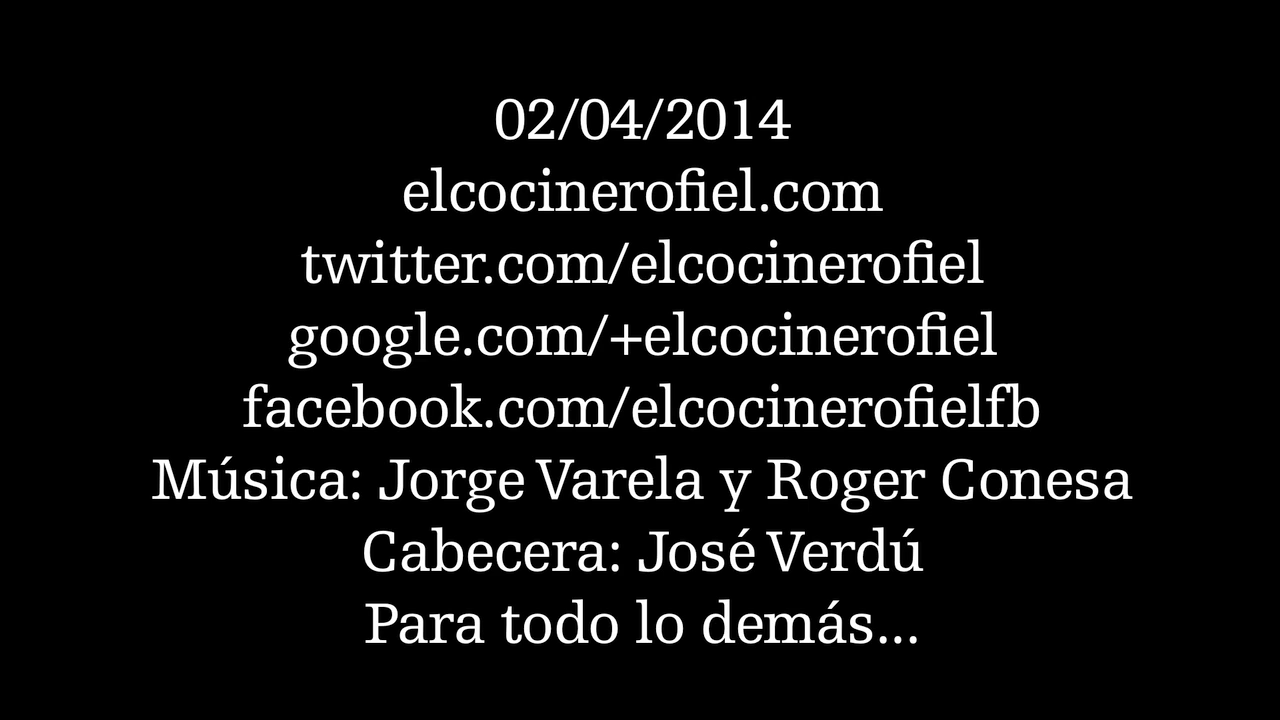 02/04/2014
elcocinerofiel.com
twitter.com/elcocinerofiel
google.com/+elcocinerofiel
facebook.com/elcocinerofielfb
Música: Jorge Varela y Roger Conesa
Cabecera: José Verdú
Para todo lo demás...